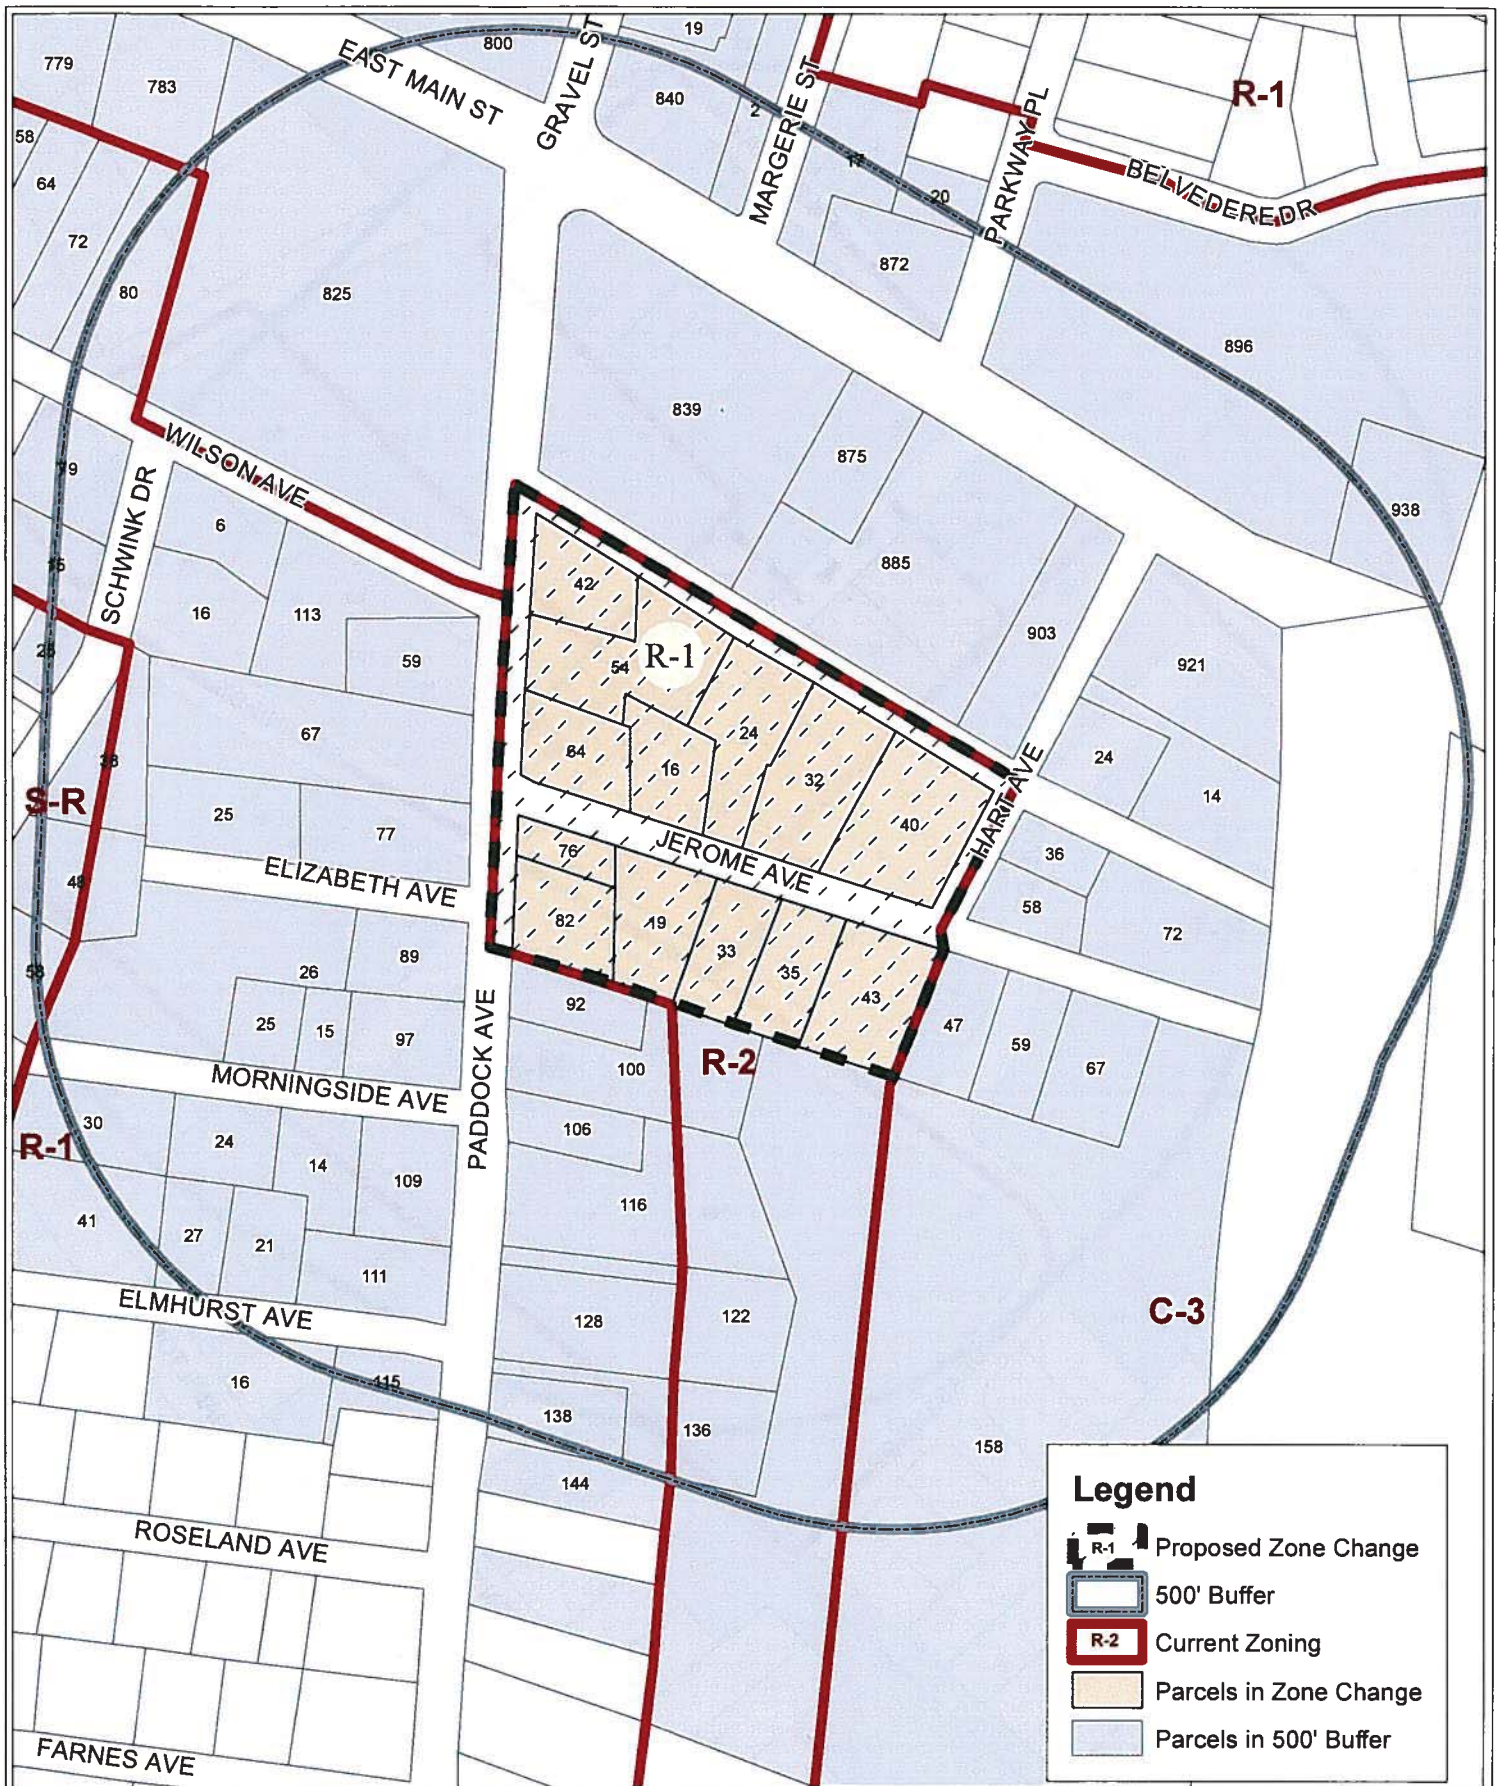 19
800
779
EAST MAIN ST
GRAVEL ST
783
840
2
MARGERIE ST
PARKWAY PL
R-1
58
17
BELVEDERE DR
64
20
72
872
80
825
896
839
WILSON AVE
875
79
938
SCHWINK DR
6
15
885
42
16
113
903
25
59
54
R-1
921
67
24
64
24
38
16
32
14
S-R
25
77
40
HART AVE
76
JEROME AVE
36
48
ELIZABETH AVE
82
19
58
72
33
89
35
58
26
43
92
47
25
15
97
59
100
R-2
67
MORNINGSIDE AVE
PADDOCK AVE
30
24
106
R-1
14
109
116
41
27
21
111
ELMHURST AVE
128
122
C-3
16
115
138
136
158
144
ROSELAND AVE
FARNES AVE
Legend
R-1 Proposed Zone Change
500' Buffer
R-2 Current Zoning
Parcels in Zone Change
Parcels in 500' Buffer